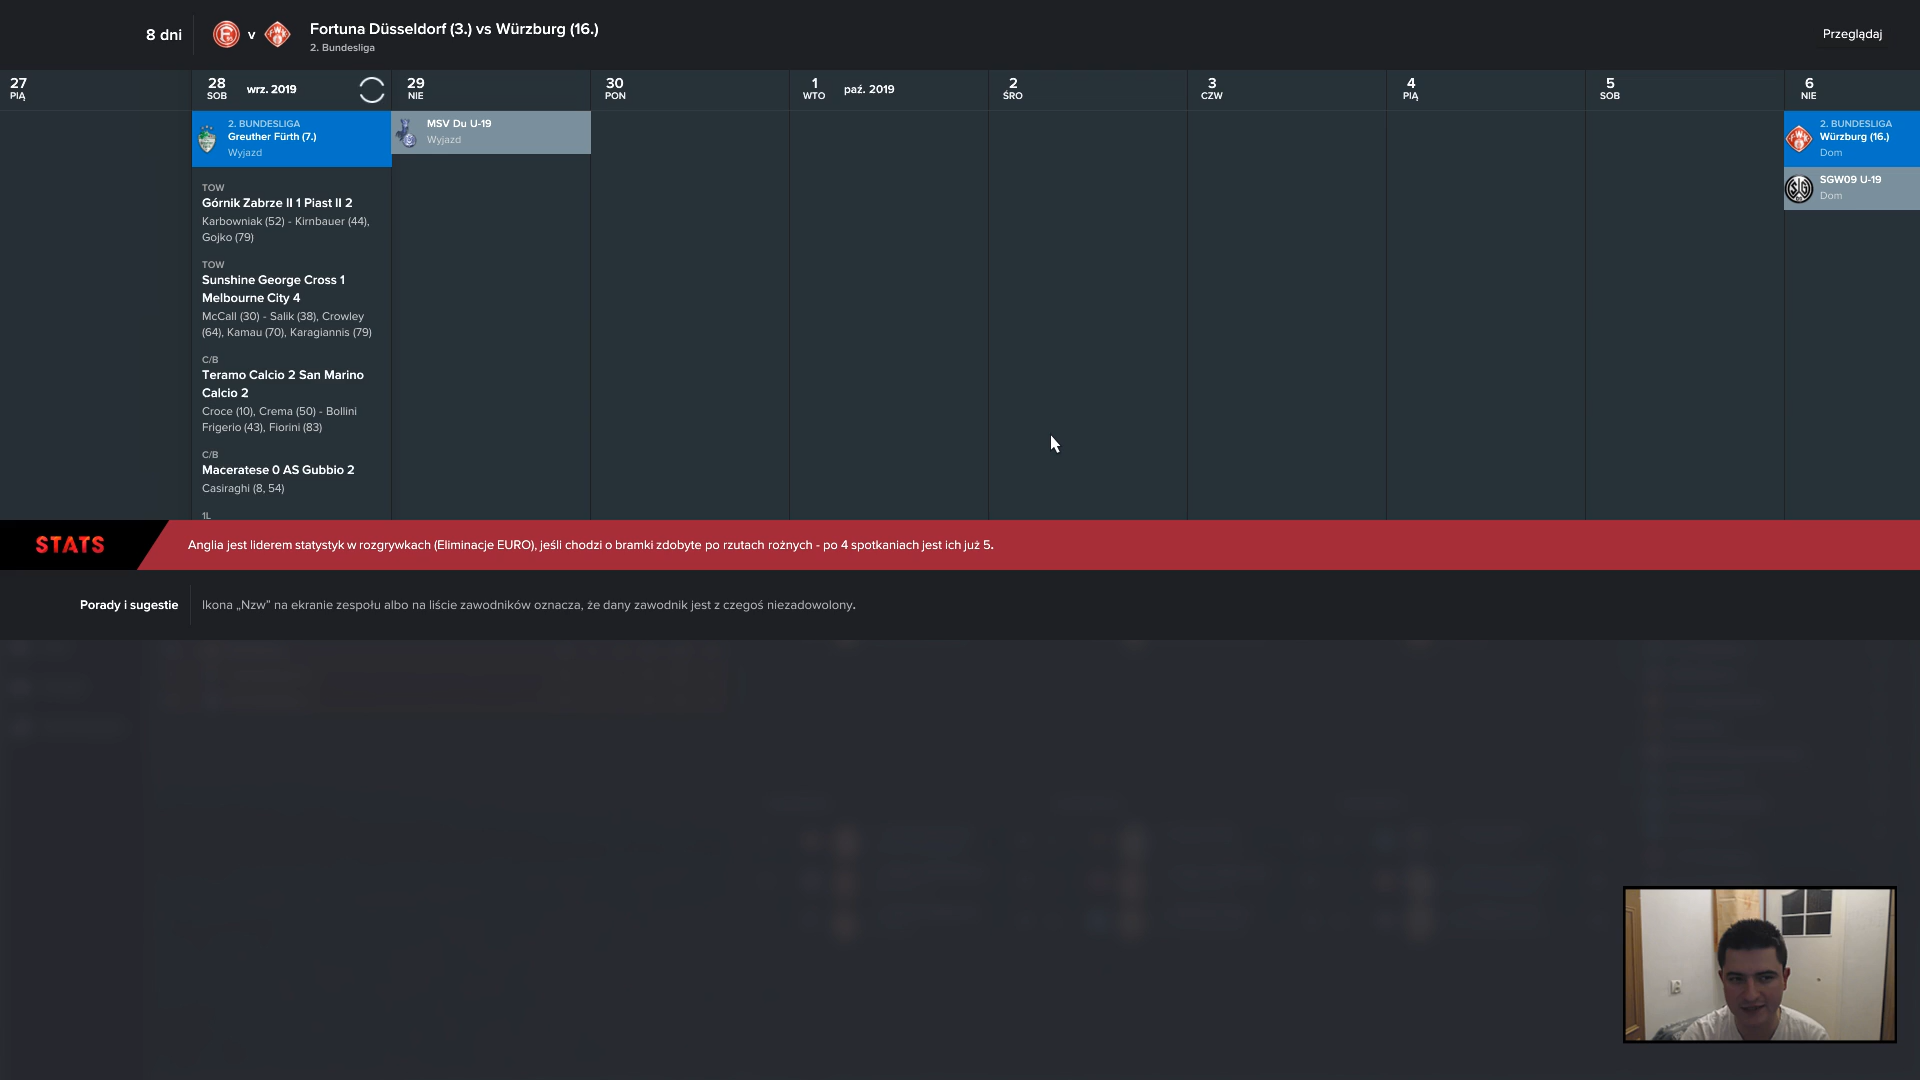 8 dni
v
Fortuna Düsseldorf (3.) vs Würzburg (16.)
2. Bundesliga
Przeglądaj
27
PIĄ
28
SOB
wrz. 2019
29
NIE
30
PON
1
WTO
paź. 2019
2
ŚRO
3
CZW
4
PIĄ
5
SOB
6
NIE
2. BUNDESLIGA
Greuther Fürth (7.)
Wyjazd
MSV Du U-19
Wyjazd
2. BUNDESLIGA
Würzburg (16.)
Dom
SGW09 U-19
Dom
TOW
Górnik Zabrze II 1 Piast II 2
Karbowniak (52) - Kirnbauer (44),
Gojko (79)
TOW
Sunshine George Cross 1
Melbourne City 4
McCall (30) - Salik (38), Crowley
(64), Kamau (70), Karagiannis (79)
C/B
Teramo Calcio 2 San Marino
Calcio 2
Croce (10), Crema (50) - Bollini
Frigerio (43), Fiorini (83)
C/B
Maceratese 0 AS Gubbio 2
Casiraghi (8, 54)
1L
STATS
Anglia jest liderem statystyk w rozgrywkach (Eliminacje EURO), jeśli chodzi o bramki zdobyte po rzutach rożnych - po 4 spotkaniach jest ich już 5.
Porady i sugestie
Ikona „Nzw” na ekranie zespołu albo na liście zawodników oznacza, że dany zawodnik jest z czegoś niezadowolony.